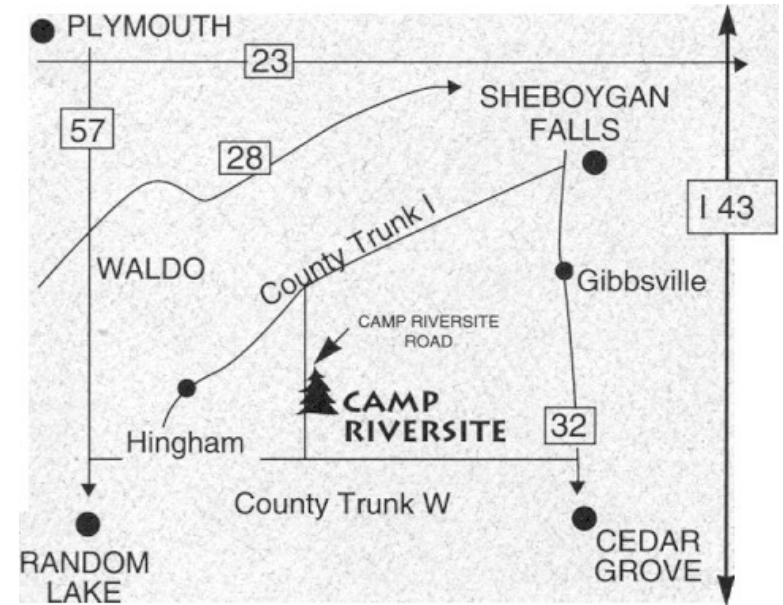 PLYMOUTH
23
57
SHEBOYGAN
FALLS
28
I 43
County Trunk I
WALDO
Gibbsville
CAMP RIVERSITE
ROAD
CAMP
RIVERSITE
32
Hingham
County Trunk W
RANDOM
LAKE
CEDAR
GROVE